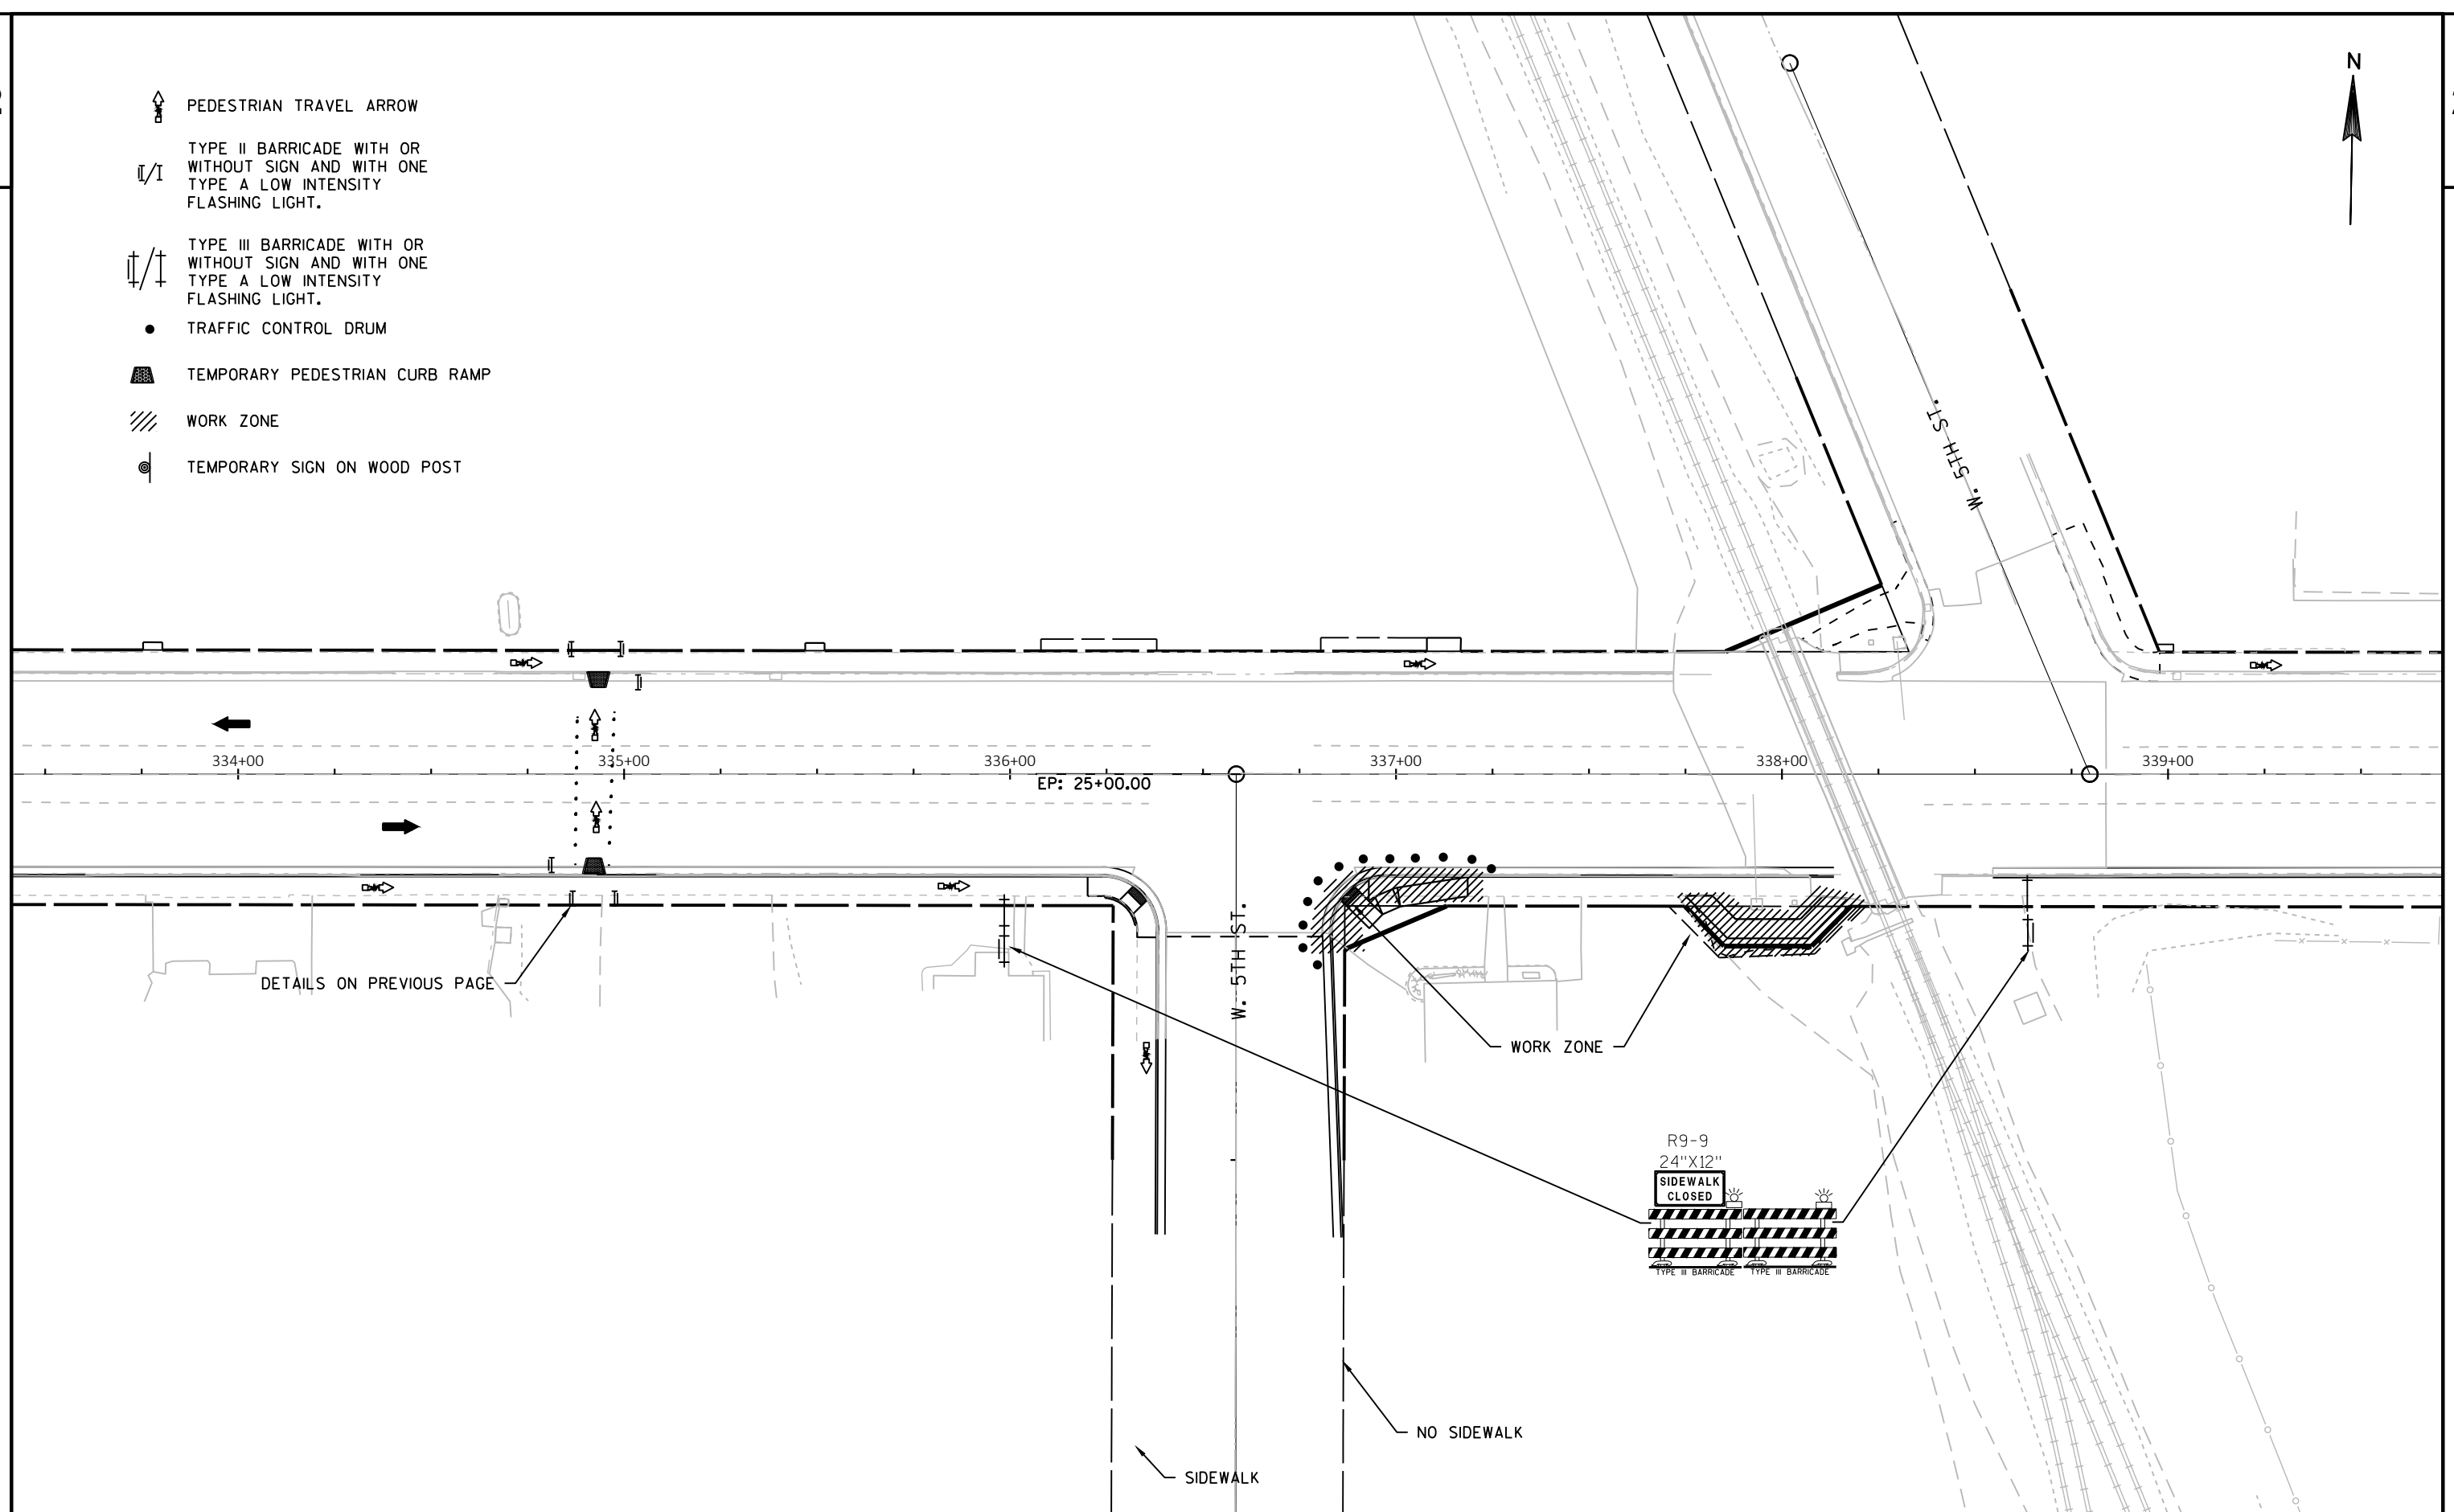 N
PEDESTRIAN TRAVEL ARROW
TYPE II BARRICADE WITH OR
WITHOUT SIGN AND WITH ONE
TYPE A LOW INTENSITY
FLASHING LIGHT.
TYPE III BARRICADE WITH OR
WITHOUT SIGN AND WITH ONE
TYPE A LOW INTENSITY
FLASHING LIGHT.
TRAFFIC CONTROL DRUM
TEMPORARY PEDESTRIAN CURB RAMP
WORK ZONE
TEMPORARY SIGN ON WOOD POST
W. 5TH ST.
334+00
335+00
336+00
337+00
338+00
339+00
EP: 25+00.00
W. 5TH ST.
DETAILS ON PREVIOUS PAGE
WORK ZONE
R9-9
24"X12"
SIDEWALK
CLOSED
TYPE III BARRICADE
TYPE III BARRICADE
NO SIDEWALK
SIDEWALK